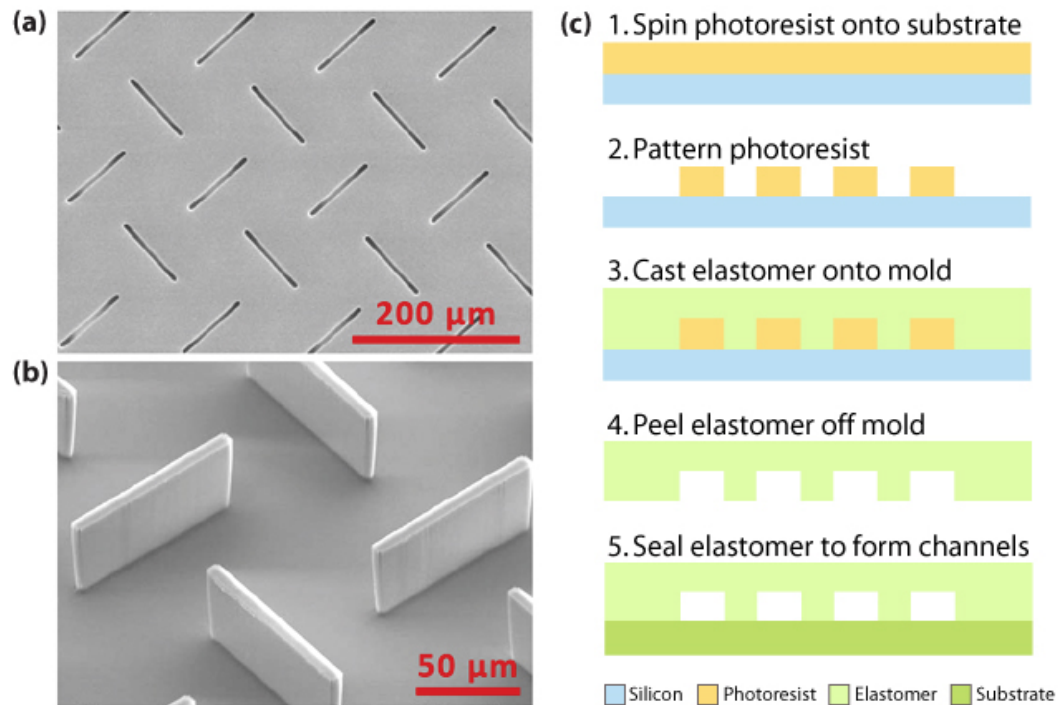 (a)
200 µm
(b)
50 µm
(c)
1. Spin photoresist onto substrate
2. Pattern photoresist
3. Cast elastomer onto mold
4. Peel elastomer off mold
5. Seal elastomer to form channels
Silicon Photoresist Elastomer Substrate